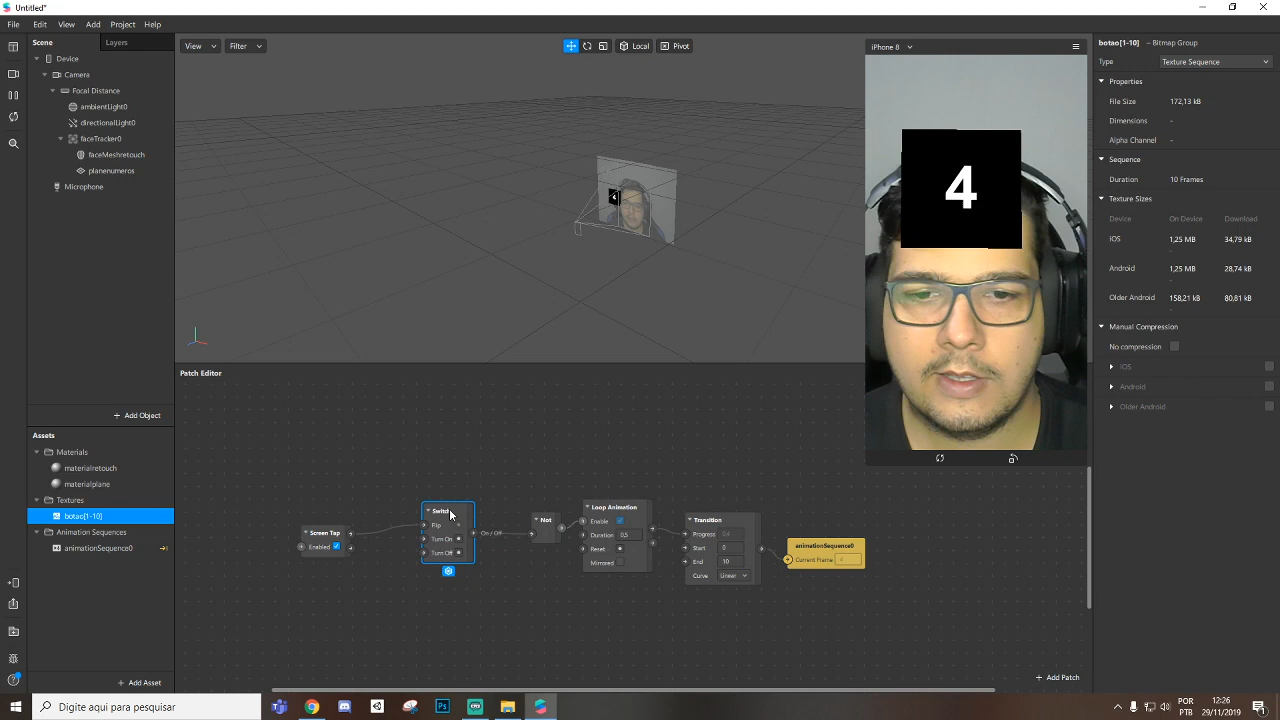 Untitled*
File Edit View Add Project Help
Scene Layers
Device
Camera
Focal Distance
ambientLight0
directionalLight0
faceTracker0
faceMeshretouch
planenumeros
Microphone
Add Object
Assets
Materials
materialretouch
materialplane
Textures
botao[1-10]
Animation Sequences
animationSequence0
Add Asset
View Filter Local Pivot
iPhone 8
4
4
Patch Editor
Screen Tap
Enabled
Switch
Flip
Turn On
Turn Off
On / Off
Not
Loop Animation
Enable
Duration 0,5
Reset
Mirrored
Transition
Progress 0,4
Start 0
End 10
Curve Linear
animationSequence0
Current Frame 4
Add Patch
botao[1-10] - Bitmap Group
Type Texture Sequence
Properties
File Size 172,13 kB
Dimensions -
Alpha Channel -
Sequence
Duration 10 Frames
Texture Sizes
Device On Device Download
iOS 1,25 MB 34,79 kB
-
Android 1,25 MB 28,74 kB
-
Older Android 158,21 kB 80,81 kB
-
Manual Compression
No compression
iOS
Android
Older Android
Digite aqui para pesquisar
Ps
POR
PTB
12:26
29/11/2019